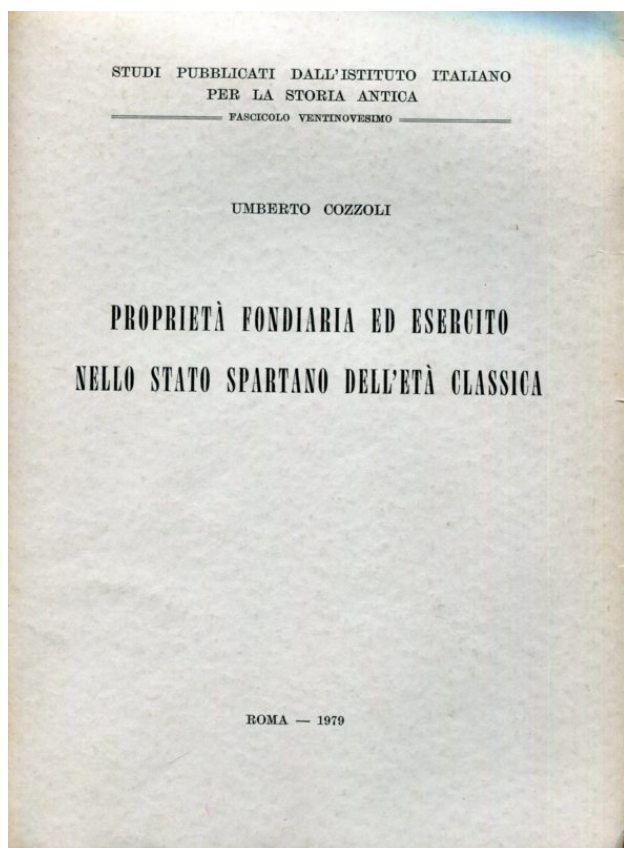 STUDI PUBBLICATI DALL'ISTITUTO ITALIANO
PER LA STORIA ANTICA
FASCICOLO VENTINOVESIMO
UMBERTO COZZOLI
PROPRIETÀ FONDIARIA ED ESERCITO
NELLO STATO SPARTANO DELL'ETÀ CLASSICA
ROMA — 1979